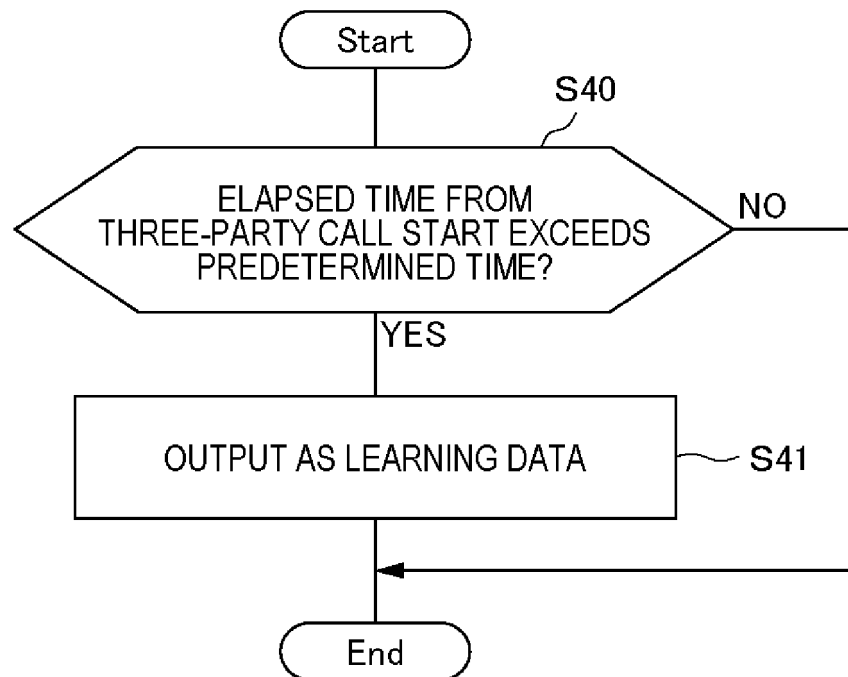 Start
S40
ELAPSED TIME FROM
THREE-PARTY CALL START EXCEEDS
PREDETERMINED TIME?
NO
YES
OUTPUT AS LEARNING DATA
S41
End